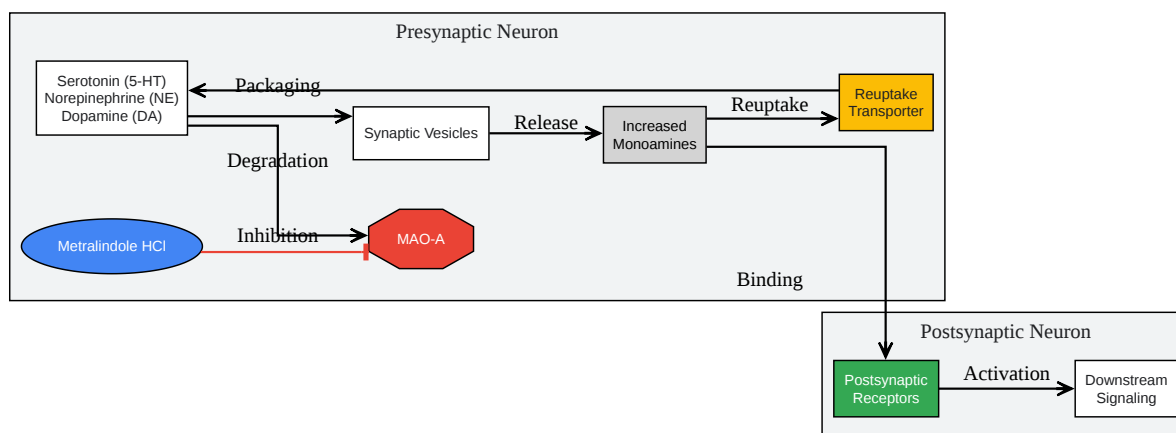 Presynaptic Neuron
Serotonin (5-HT)
Norepinephrine (NE)
Dopamine (DA)
Packaging
Synaptic Vesicles
Release
Increased
Monoamines
Reuptake
Reuptake
Transporter
Degradation
Metralindole HCl
Inhibition
MAO-A
Binding
Postsynaptic Neuron
Postsynaptic
Receptors
Activation
Downstream
Signaling